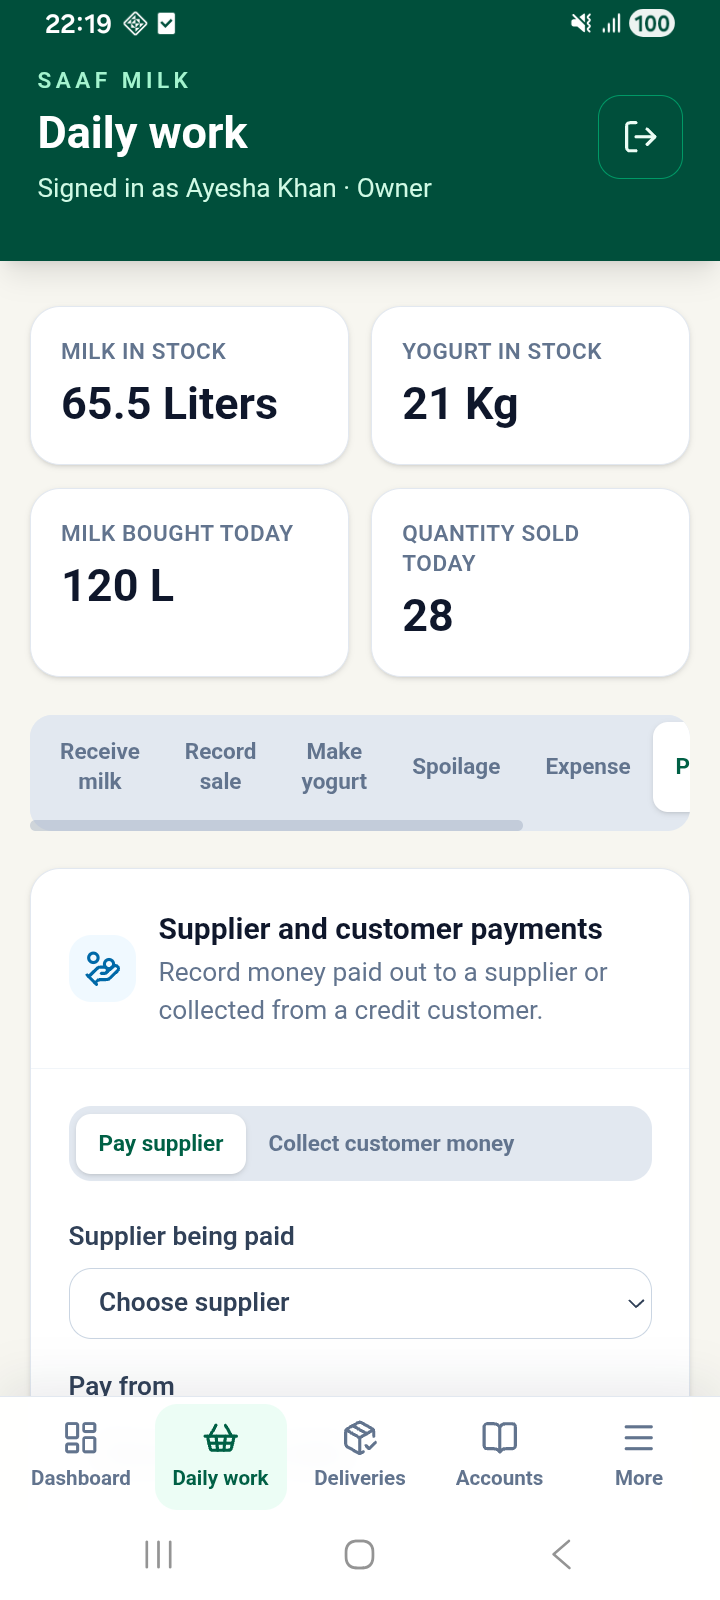 22:19
100
SAAF MILK
Daily work
Signed in as Ayesha Khan · Owner
MILK IN STOCK
65.5 Liters
YOGURT IN STOCK
21 Kg
MILK BOUGHT TODAY
120 L
QUANTITY SOLD
TODAY
28
Receive
milk
Record
sale
Make
yogurt
Spoilage
Expense
P
Supplier and customer payments
Record money paid out to a supplier or
collected from a credit customer.
Pay supplier
Collect customer money
Supplier being paid
Choose supplier
Pay from
Dashboard
Daily work
Deliveries
Accounts
More